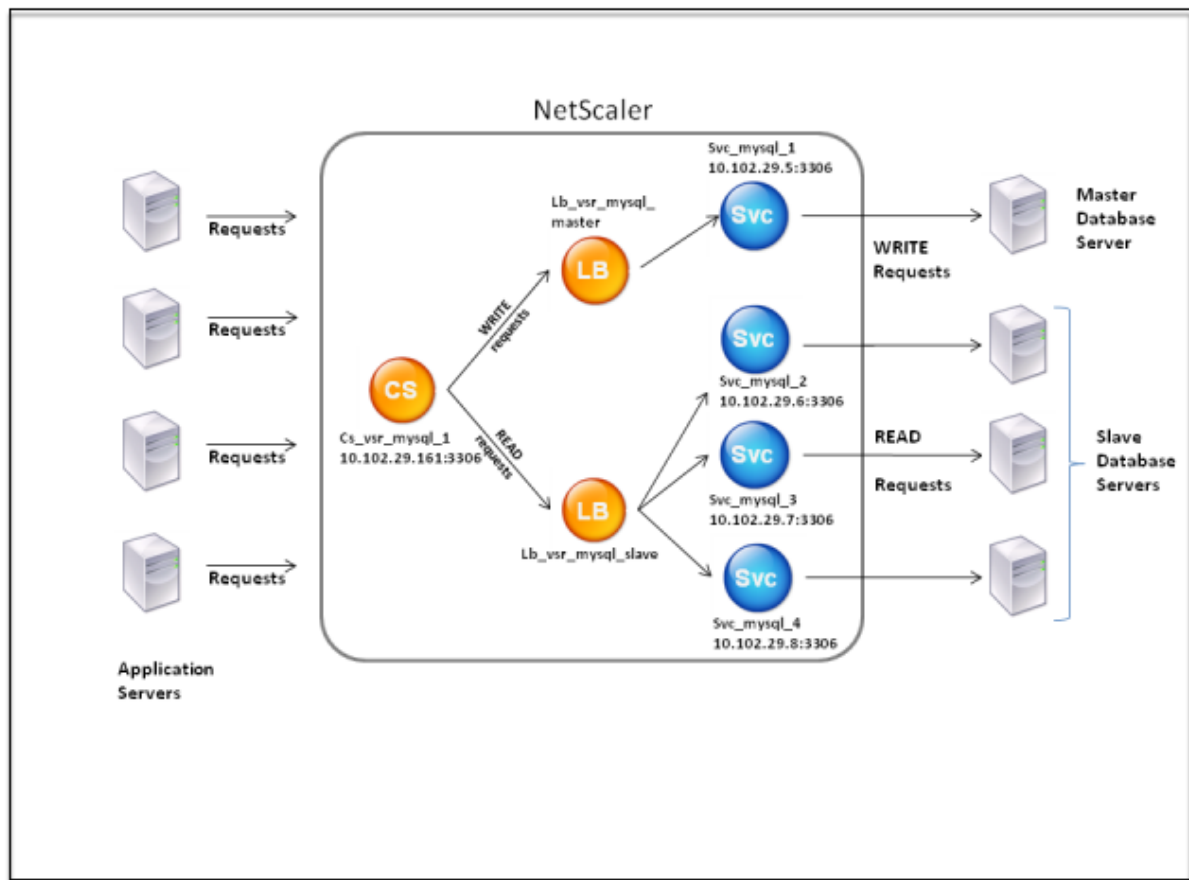 NetScaler
Requests
Requests
Requests
Requests
Application
Servers
CS
Cs_vsr_mysql_1
10.102.29.161:3306
WRITE
requests
READ
requests
Lb_vsr_mysql_
master
LB
LB
Lb_vsr_mysql_slave
Svc_mysql_1
10.102.29.5:3306
Svc
Svc
Svc_mysql_2
10.102.29.6:3306
Svc
Svc_mysql_3
10.102.29.7:3306
Svc
Svc_mysql_4
10.102.29.8:3306
WRITE
Requests
READ
Requests
Master
Database
Server
Slave
Database
Servers